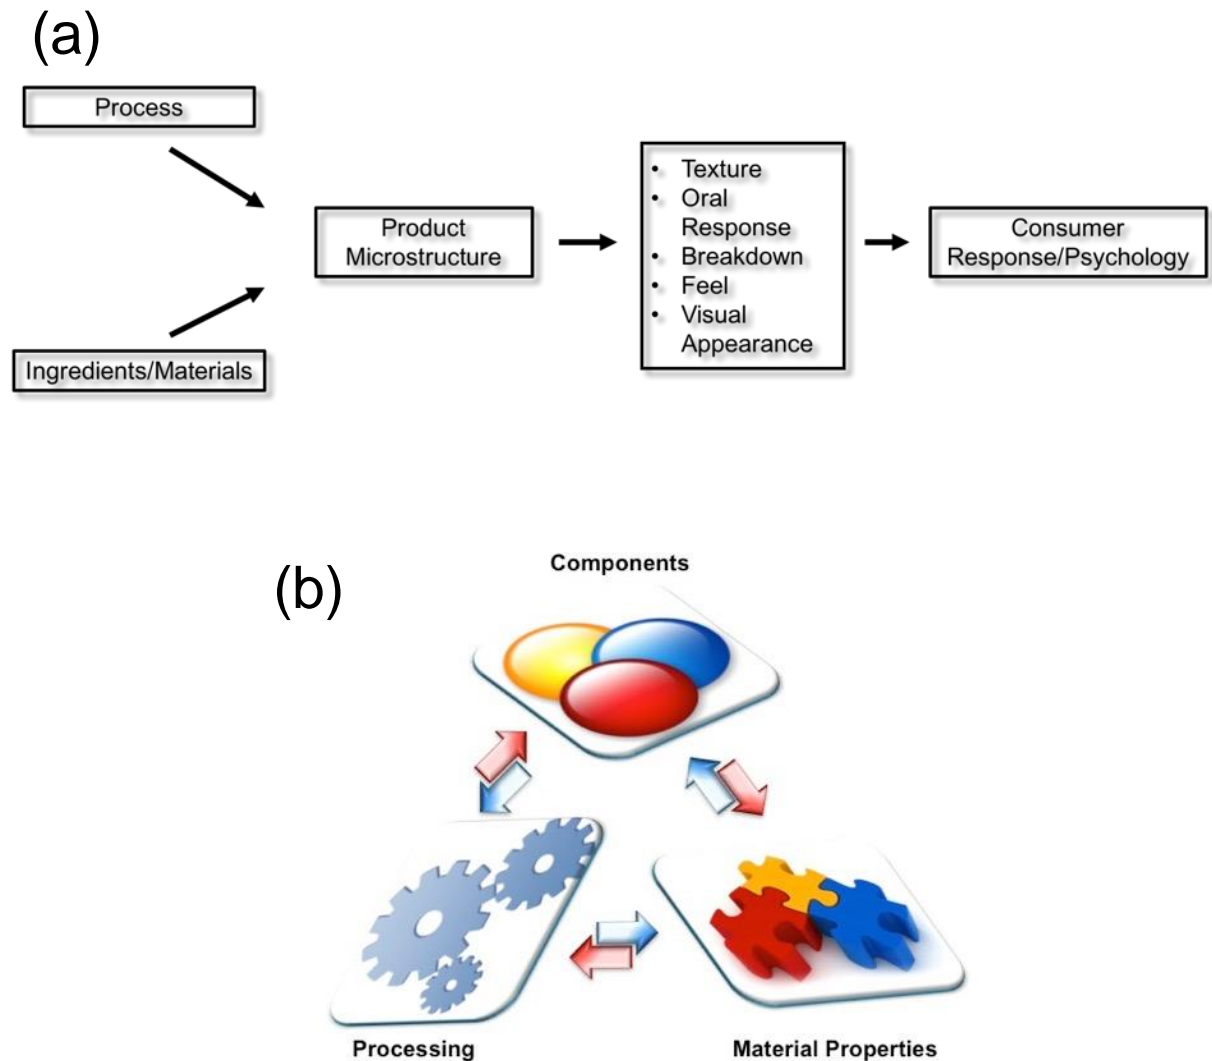 (a)
Process
Ingredients/Materials
Product
Microstructure
• Texture
• Oral
Response
• Breakdown
• Feel
• Visual
Appearance
Consumer
Response/Psychology
(b)
Components
Processing
Material Properties